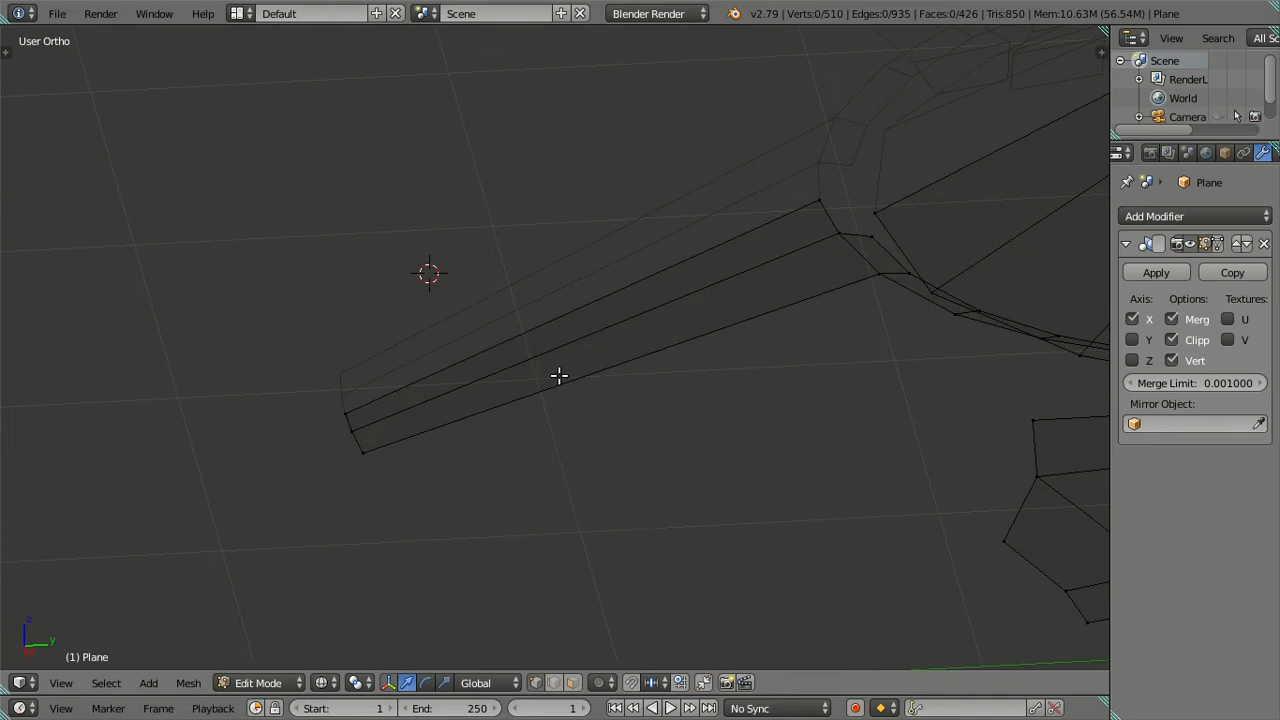 File Render Window Help Default Scene Blender Render v2.79 | Verts:0/510 | Edges:0/935 | Faces:0/426 | Tris:850 | Mem:10.63M (56.54M) | Plane
User Ortho
View Search All Sc
Scene
RenderL
World
Camera
Plane
Add Modifier
Apply Copy
Axis: Options: Textures:
X Merg U
Y Clipp V
Z Vert
Merge Limit: 0.001000
Mirror Object:
z
y
(1) Plane
View Select Add Mesh Edit Mode Global
View Marker Frame Playback Start: 1 End: 250 1 No Sync